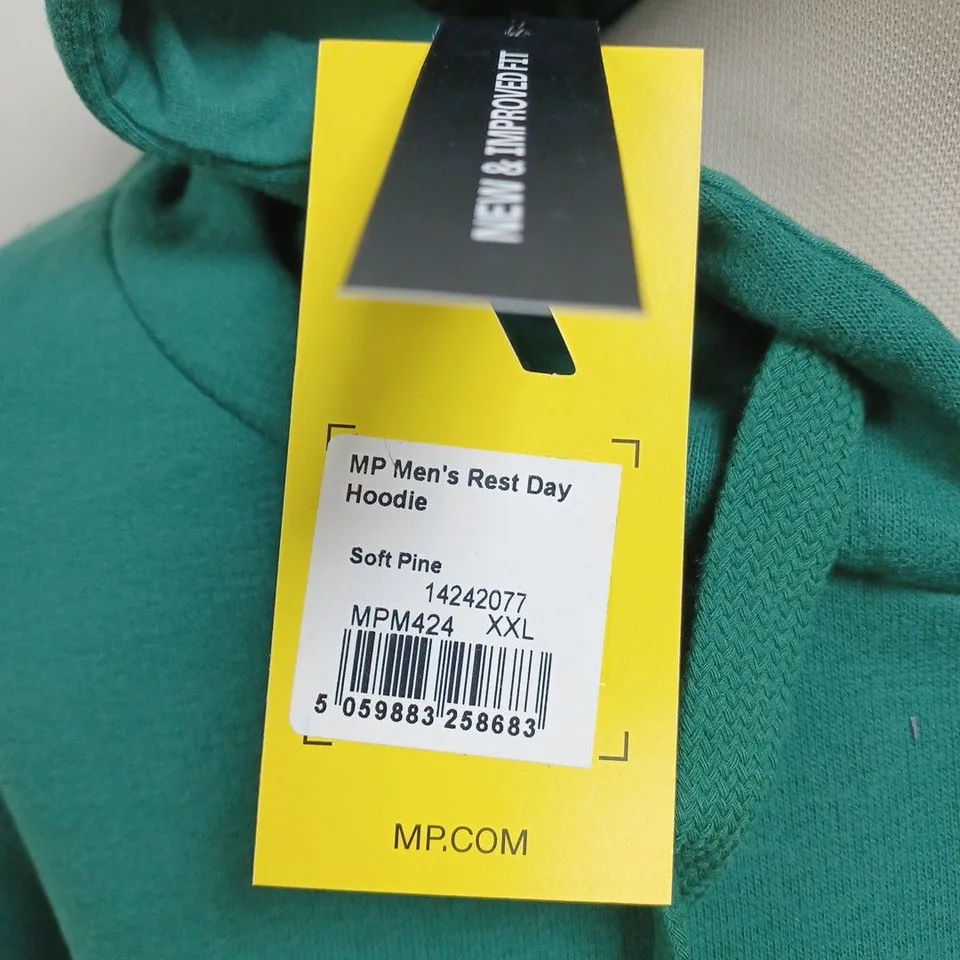 NEW & IMPROVED FIT
MP Men's Rest Day
Hoodie
Soft Pine
14242077
MPM424 XXL
5 059883 258683
MP.COM